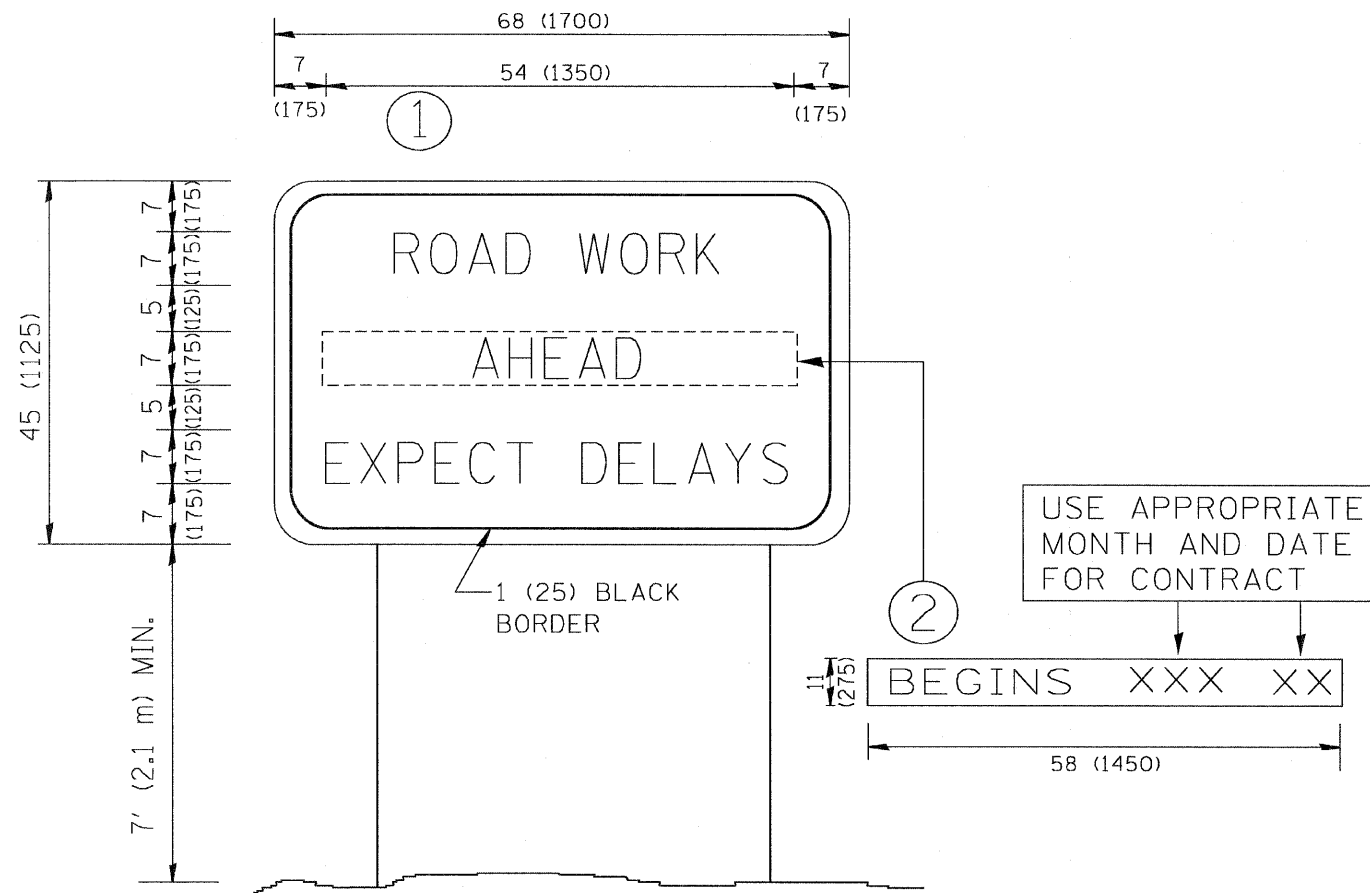 68 (1700)
7 54 (1350) 7
(175) (175)
1
45 (1125)
7 (175)
7 (175)
5 (125)
7 (175)
5 (125)
7 (175)
7 (175)
ROAD WORK
AHEAD
EXPECT DELAYS
1 (25) BLACK
BORDER
7' (2.1 m) MIN.
USE APPROPRIATE
MONTH AND DATE
FOR CONTRACT
2
11
(275)
BEGINS XXX XX
58 (1450)